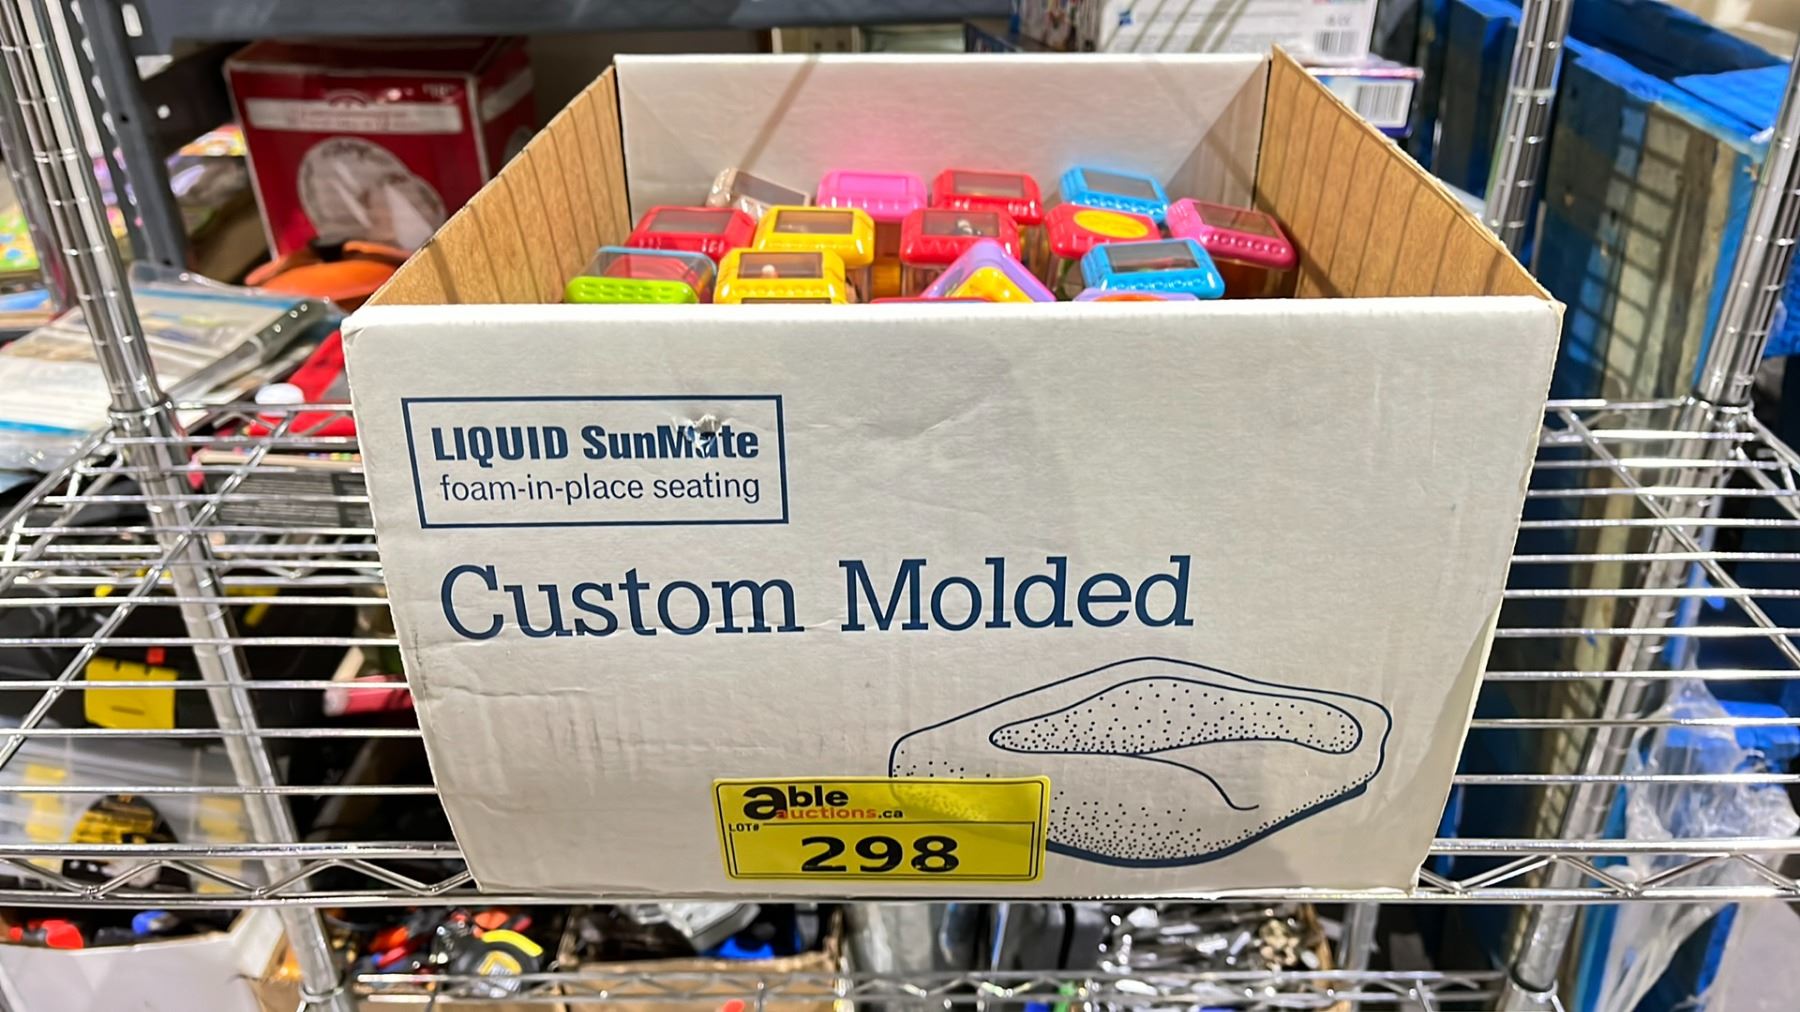 LIQUID SunMate
foam-in-place seating
Custom Molded
able
auctions.ca
LOT#
298